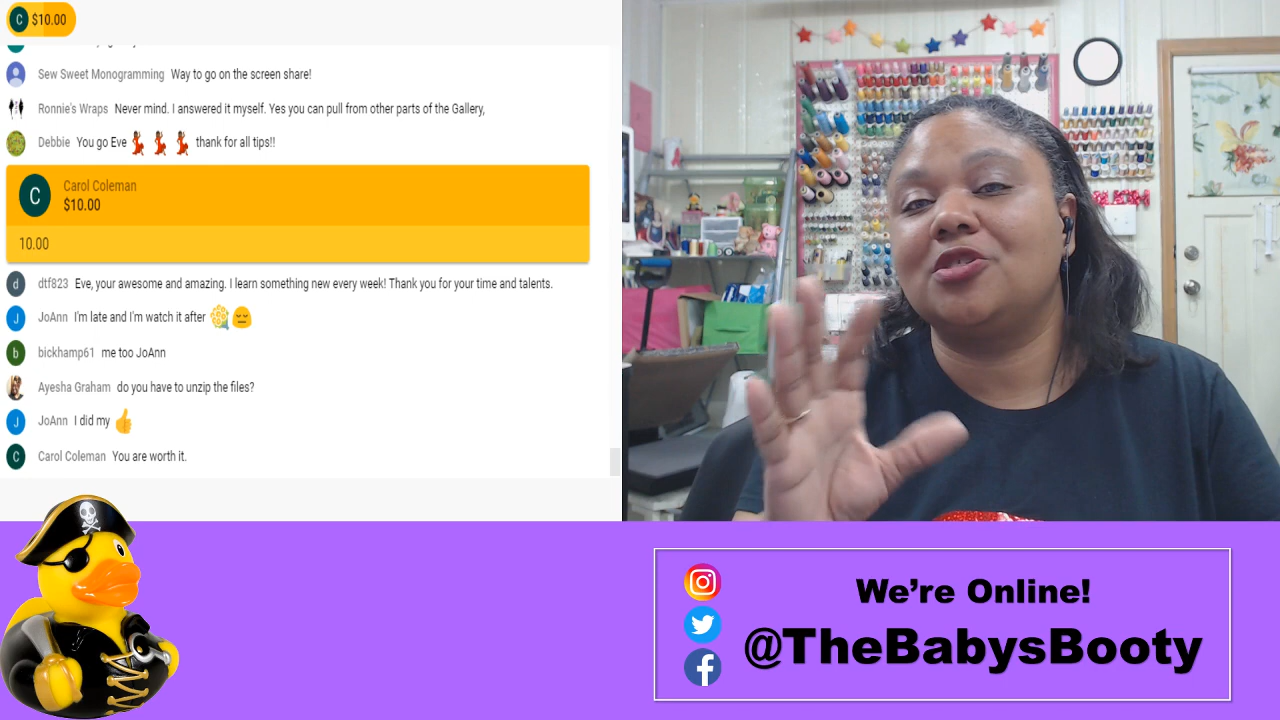 C $10.00
Sew Sweet Monogramming Way to go on the screen share!
Ronnie's Wraps Never mind. I answered it myself. Yes you can pull from other parts of the Gallery,
Debbie You go Eve 💃 💃 💃 thank for all tips!!
C Carol Coleman
$10.00
10.00
d dtf823 Eve, your awesome and amazing. I learn something new every week! Thank you for your time and talents.
J JoAnn I'm late and I'm watch it after
b bickhamp61 me too JoAnn
Ayesha Graham do you have to unzip the files?
J JoAnn I did my 👍
C Carol Coleman You are worth it.
We're Online!
@TheBabysBooty